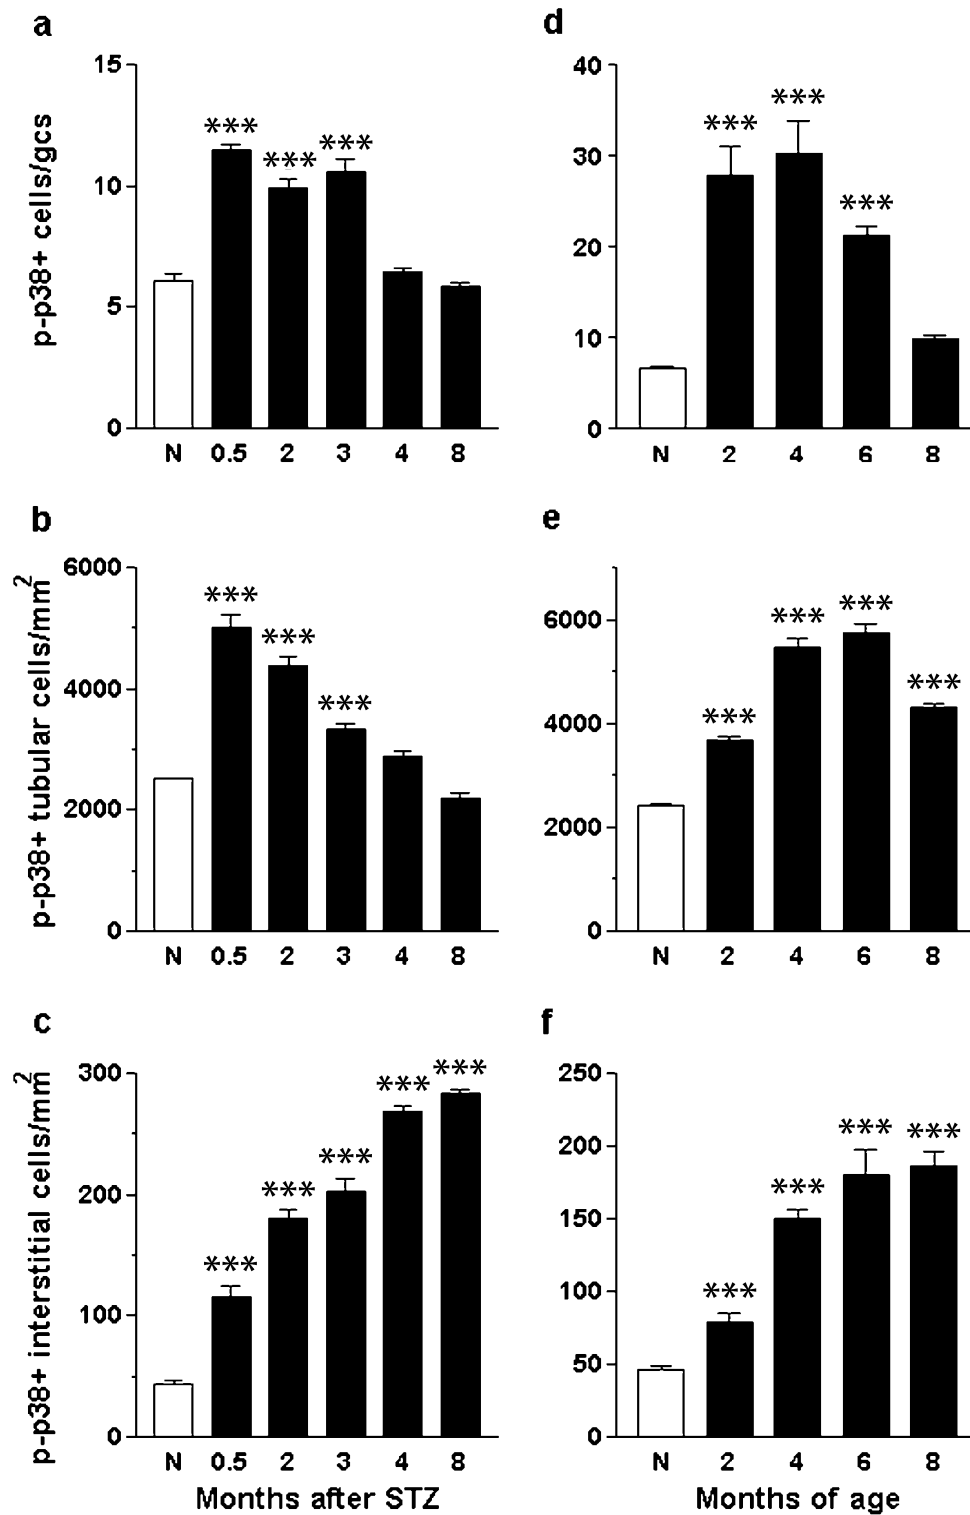 a
15
10
5
0
p-p38+ cells/gcs
*** *** ***
N 0.5 2 3 4 8
d
40
30
20
10
0
*** *** ***
N 2 4 6 8
b
6000
4000
2000
0
p-p38+ tubular cells/mm²
*** *** ***
N 0.5 2 3 4 8
e
6000
4000
2000
0
*** *** *** ***
N 2 4 6 8
c
300
200
100
0
p-p38+ interstitial cells/mm²
*** *** *** *** ***
N 0.5 2 3 4 8
Months after STZ
f
250
200
150
100
50
0
*** *** *** ***
N 2 4 6 8
Months of age